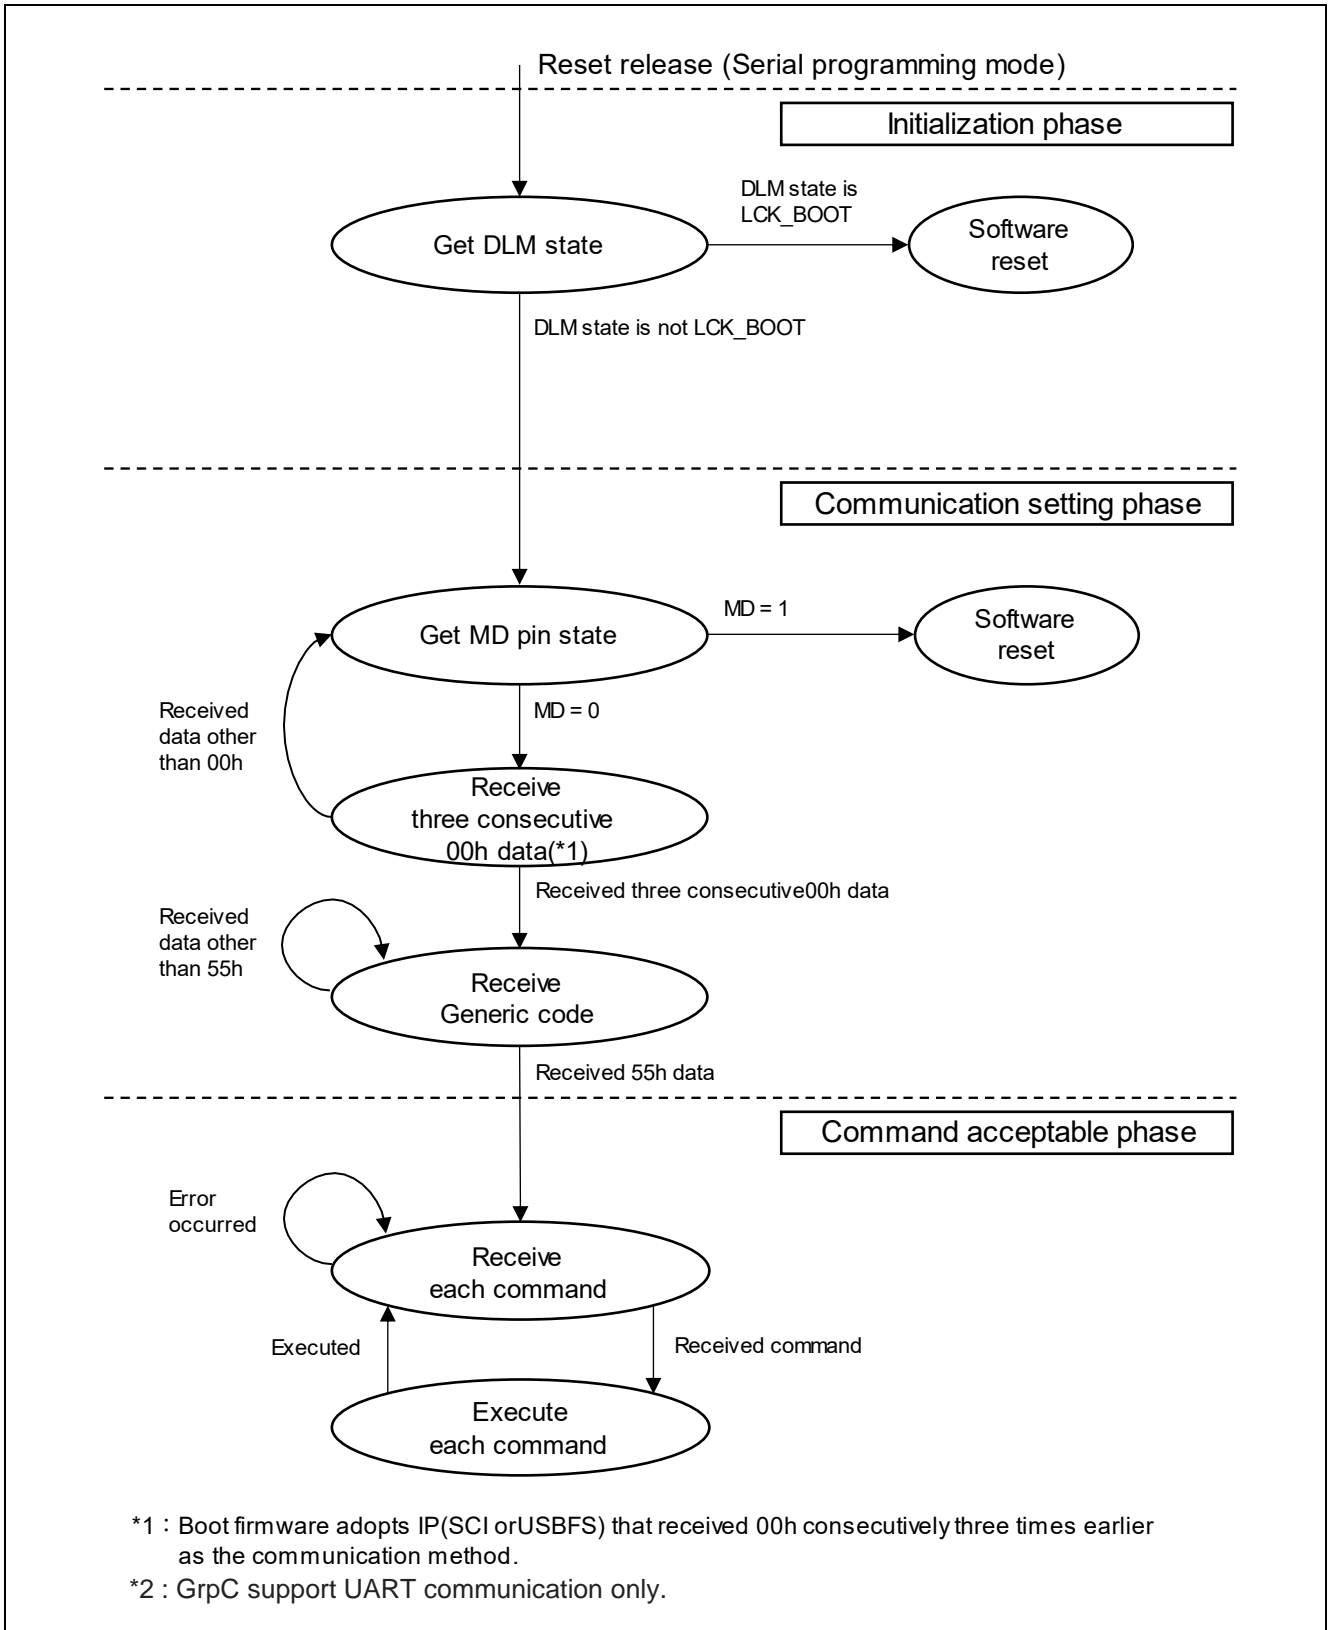 Reset release (Serial programming mode)
Initialization phase
DLM state is
LCK_BOOT
Get DLM state
Software
reset
DLM state is not LCK_BOOT
Communication setting phase
MD = 1
Get MD pin state
Software
reset
MD = 0
Received
data other
than 00h
Receive
three consecutive
00h data(*1)
Received three consecutive00h data
Received
data other
than 55h
Receive
Generic code
Received 55h data
Command acceptable phase
Error
occurred
Receive
each command
Executed
Received command
Execute
each command
*1 : Boot firmware adopts IP(SCI orUSBFS) that received 00h consecutively three times earlier
as the communication method.
*2 : GrpC support UART communication only.